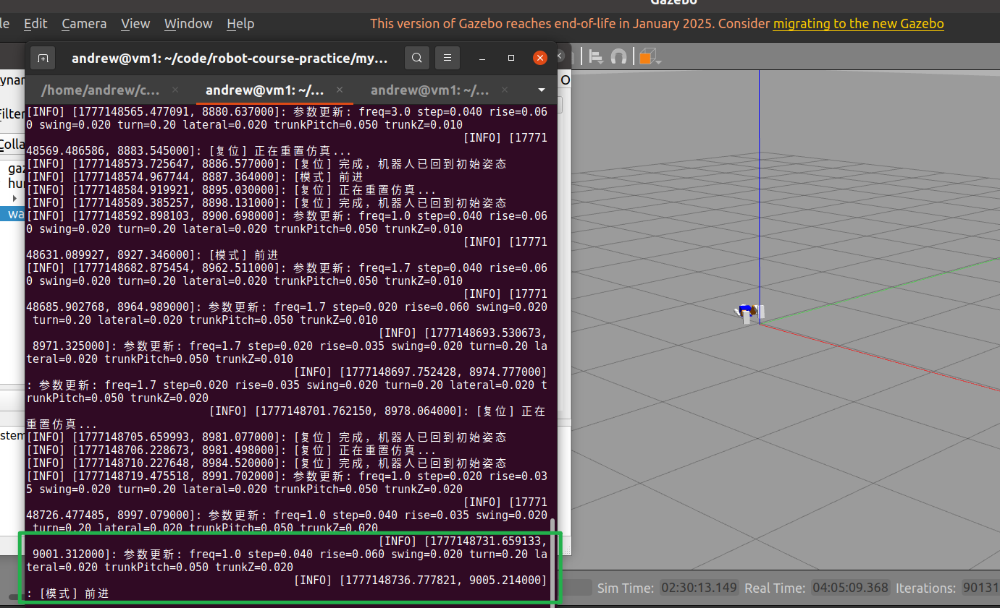 Gazebo
le Edit Camera View Window Help
This version of Gazebo reaches end-of-life in January 2025. Consider migrating to the new Gazebo
andrew@vm1: ~/code/robot-course-practice/my...
/home/andrew/c... × andrew@vm1: ~/... × andrew@vm1: ~/... ×
[INFO] [1777148565.477091, 8880.637000]: 参数更新: freq=3.0 step=0.040 rise=0.06
0 swing=0.020 turn=0.20 lateral=0.020 trunkPitch=0.050 trunkZ=0.010
[INFO] [17771
48569.486586, 8883.545000]: [复位] 正在重置仿真...
[INFO] [1777148573.725647, 8886.577000]: [复位] 完成，机器人已回到初始姿态
[INFO] [1777148574.967744, 8887.364000]: [模式] 前进
[INFO] [1777148584.919921, 8895.030000]: [复位] 正在重置仿真...
[INFO] [1777148589.385257, 8898.131000]: [复位] 完成，机器人已回到初始姿态
[INFO] [1777148592.898103, 8900.698000]: 参数更新: freq=1.0 step=0.040 rise=0.06
0 swing=0.020 turn=0.20 lateral=0.020 trunkPitch=0.050 trunkZ=0.010
[INFO] [17771
48631.089927, 8927.346000]: [模式] 前进
[INFO] [1777148682.875454, 8962.511000]: 参数更新: freq=1.7 step=0.040 rise=0.06
0 swing=0.020 turn=0.20 lateral=0.020 trunkPitch=0.050 trunkZ=0.010
[INFO] [17771
48685.902768, 8964.989000]: 参数更新: freq=1.7 step=0.020 rise=0.060 swing=0.020
turn=0.20 lateral=0.020 trunkPitch=0.050 trunkZ=0.010
[INFO] [1777148693.530673,
8971.325000]: 参数更新: freq=1.7 step=0.020 rise=0.035 swing=0.020 turn=0.20 la
teral=0.020 trunkPitch=0.050 trunkZ=0.010
[INFO] [1777148697.752428, 8974.777000]
: 参数更新: freq=1.7 step=0.020 rise=0.035 swing=0.020 turn=0.20 lateral=0.020 t
runkPitch=0.050 trunkZ=0.020
[INFO] [1777148701.762150, 8978.064000]: [复位] 正在
重置仿真...
[INFO] [1777148705.659993, 8981.077000]: [复位] 完成，机器人已回到初始姿态
[INFO] [1777148706.228673, 8981.498000]: [复位] 正在重置仿真...
[INFO] [1777148710.227648, 8984.520000]: [复位] 完成，机器人已回到初始姿态
[INFO] [1777148719.475518, 8991.702000]: 参数更新: freq=1.0 step=0.020 rise=0.03
5 swing=0.020 turn=0.20 lateral=0.020 trunkPitch=0.050 trunkZ=0.020
[INFO] [17771
48726.477485, 8997.079000]: 参数更新: freq=1.0 step=0.040 rise=0.035 swing=0.020
turn=0.20 lateral=0.020 trunkPitch=0.050 trunkZ=0.020
[INFO] [1777148731.659133,
9001.312000]: 参数更新: freq=1.0 step=0.040 rise=0.060 swing=0.020 turn=0.20 la
teral=0.020 trunkPitch=0.050 trunkZ=0.020
[INFO] [1777148736.777821, 9005.214000]
: [模式] 前进
ynar
Filter
Colla
gaz
hur
wa
stem
O
Sim Time: 02:30:13.149 Real Time: 04:05:09.368 Iterations: 90131